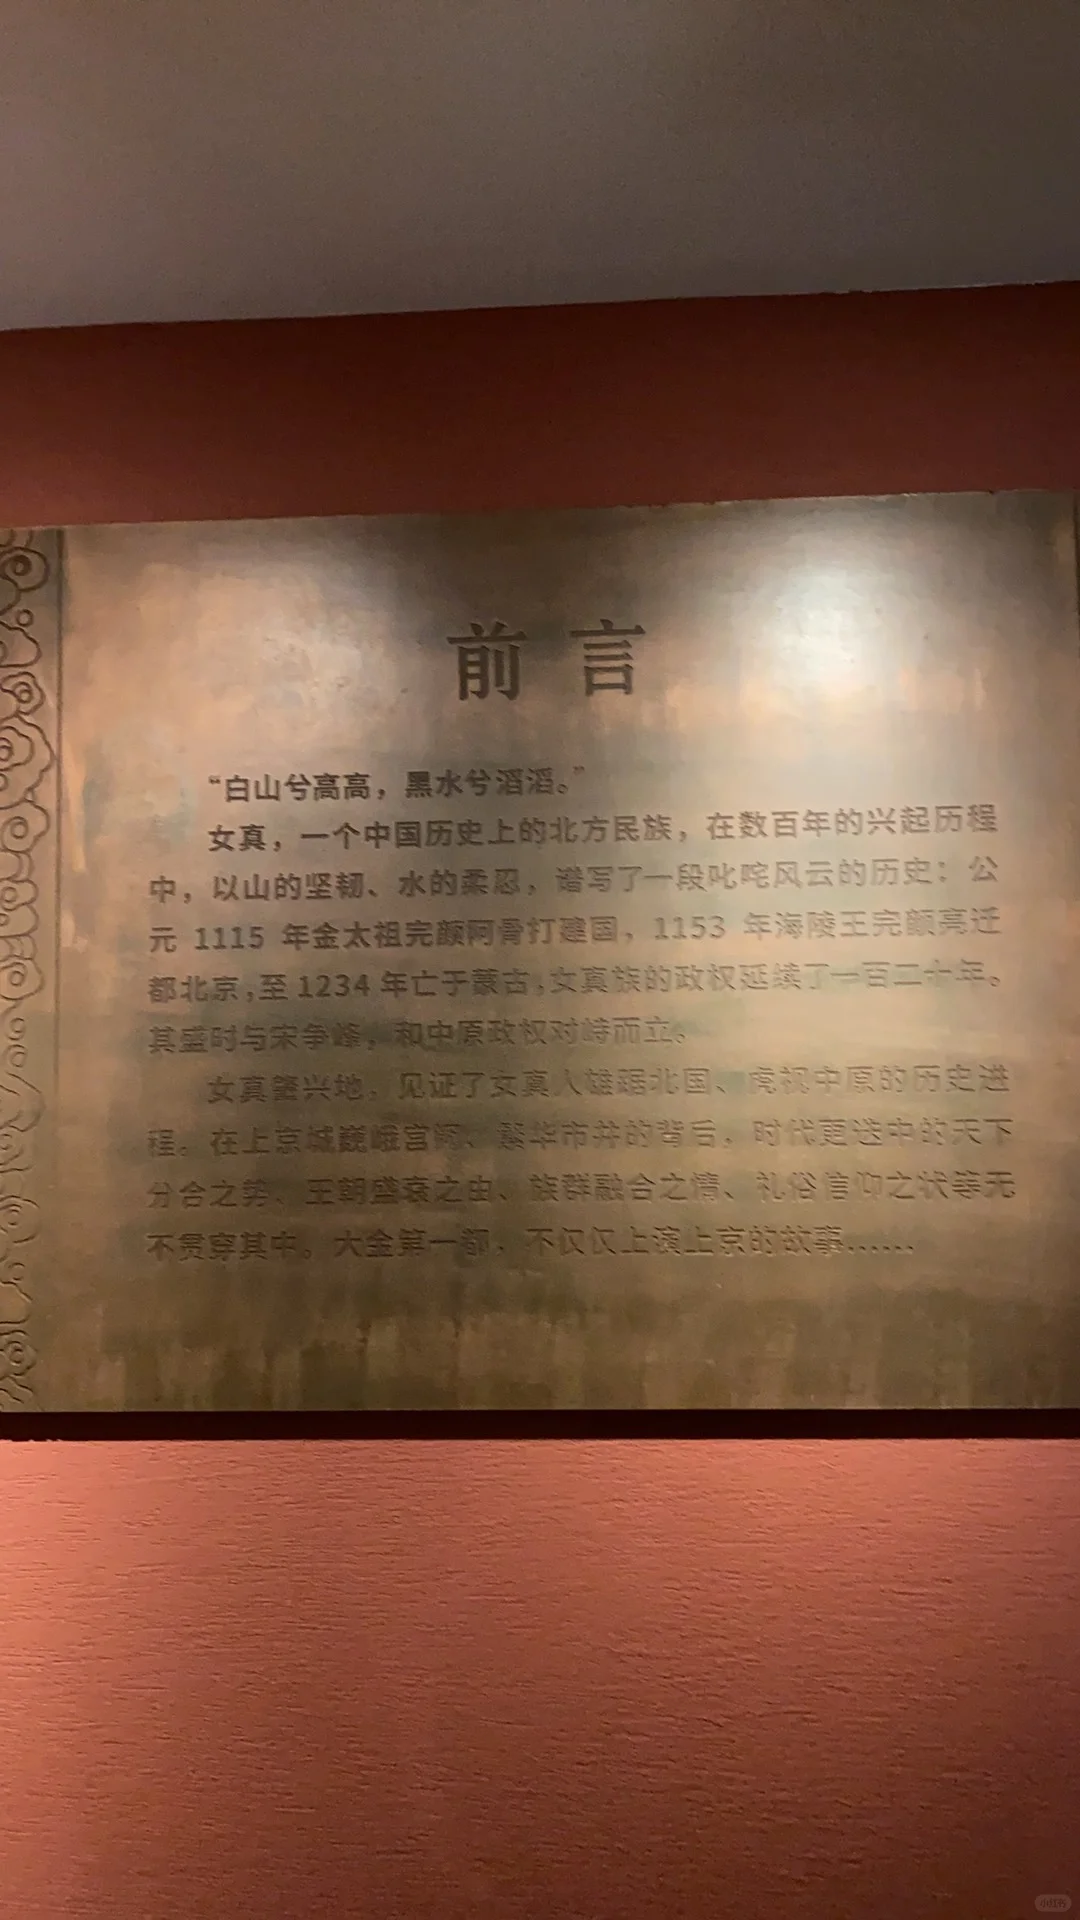 前言
“白山兮高高，黑水兮滔滔。”
女真，一个中国历史上的北方民族，在数百年的兴起历程
中，以山的坚韧、水的柔忍，谱写了一段叱咤风云的历史：公
元 1115 年金太祖完颜阿骨打建国，1153 年海陵王完颜亮迁
都北京，至 1234 年亡于蒙古，女真族的政权延续了一百二十年。
其盛时与宋争峰，和中原政权对峙而立。
女真肇兴地，见证了女真人雄踞北国、虎视中原的历史进
程。在上京城巍峨宫阙、繁华市井的背后，时代更迭中的天下
分合之势、王朝盛衰之由、族群融合之情、礼俗信仰之状等无
不贯穿其中。大金第一都，不仅仅上演上京的故事……
小红书